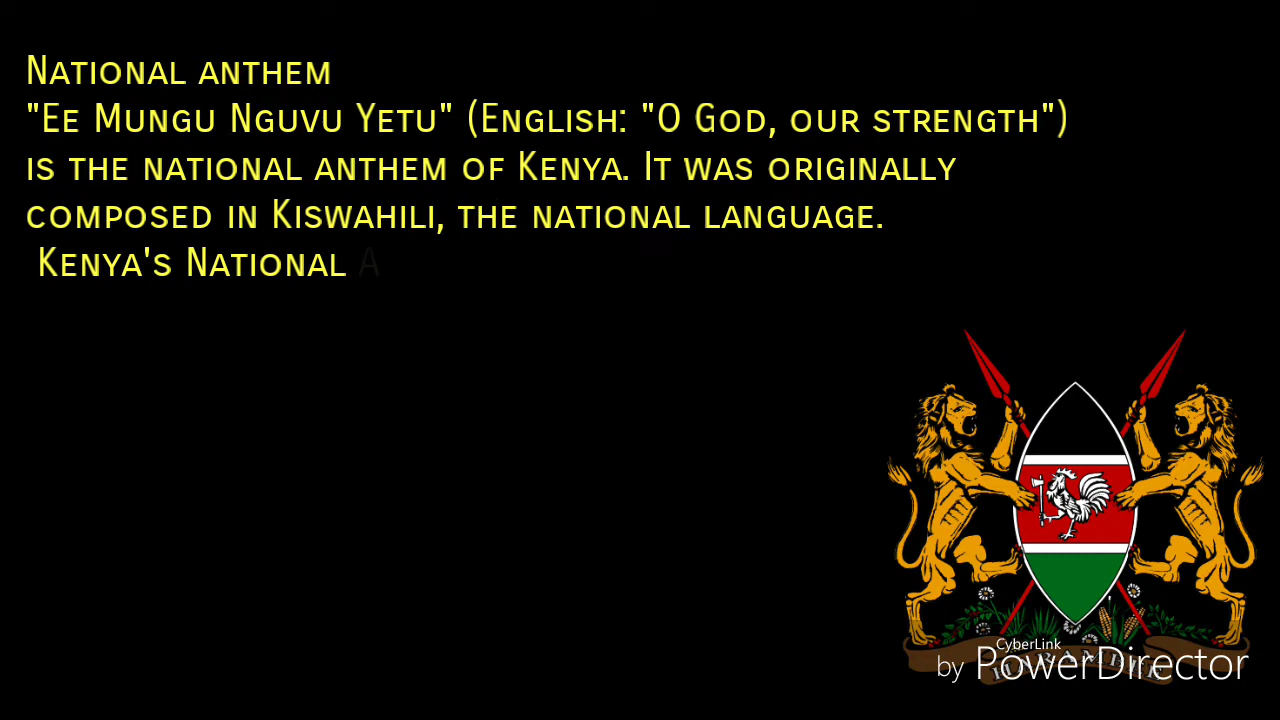 National anthem
"Ee Mungu Nguvu Yetu" (English: "O God, our strength")
is the national anthem of Kenya. It was originally
composed in Kiswahili, the national language.
Kenya's National A
CyberLink
by PowerDirector
HARAMBEE